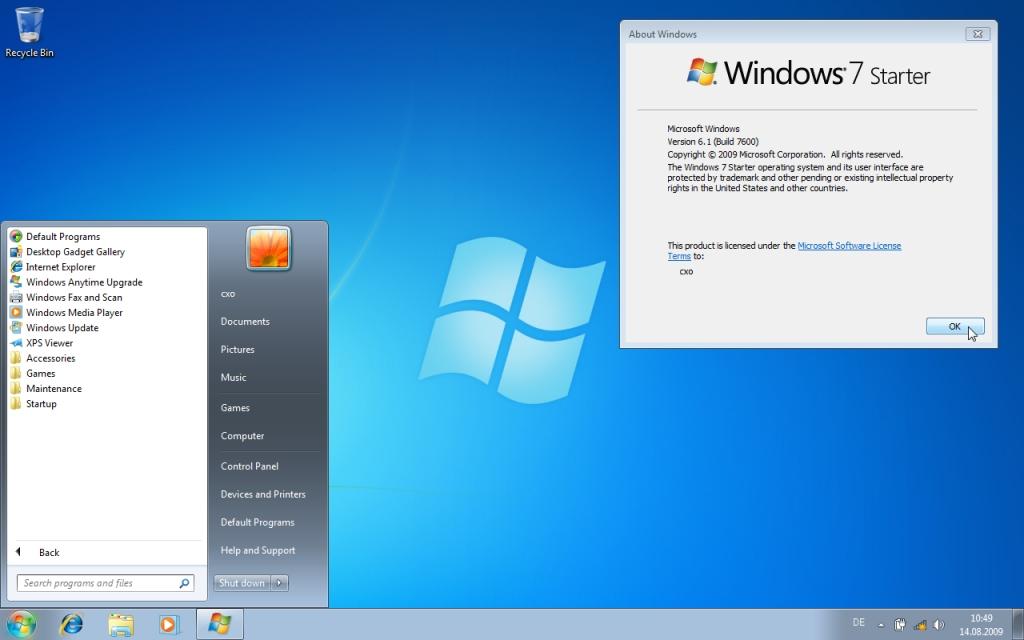 Recycle Bin
About Windows
Windows 7 Starter
Microsoft Windows
Version 6.1 (Build 7600)
Copyright © 2009 Microsoft Corporation. All rights reserved.
The Windows 7 Starter operating system and its user interface are
protected by trademark and other pending or existing intellectual property
rights in the United States and other countries.
This product is licensed under the Microsoft Software License
Terms to:
cxo
OK
Default Programs
Desktop Gadget Gallery
Internet Explorer
Windows Anytime Upgrade
Windows Fax and Scan
Windows Media Player
Windows Update
XPS Viewer
Accessories
Games
Maintenance
Startup
Back
Search programs and files
cxo
Documents
Pictures
Music
Games
Computer
Control Panel
Devices and Printers
Default Programs
Help and Support
Shut down
DE
10:49
14.08.2009